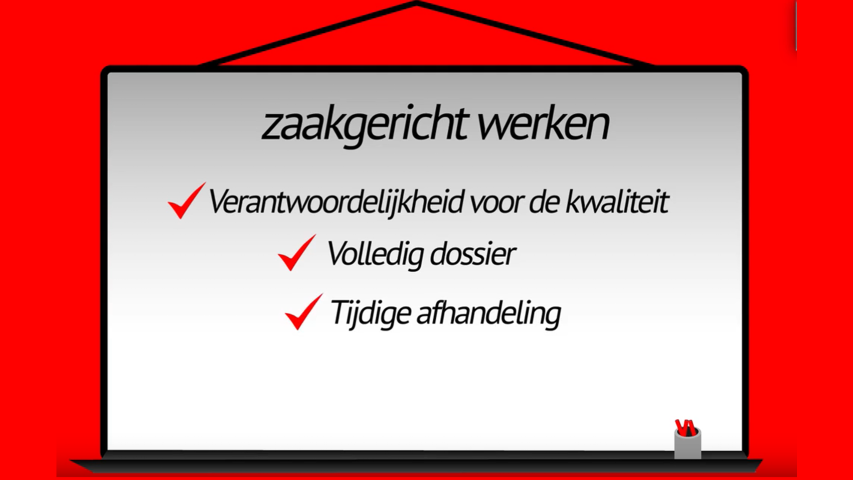 zaakgericht werken
Verantwoordelijkheid voor de kwaliteit
Volledig dossier
Tijdige afhandeling